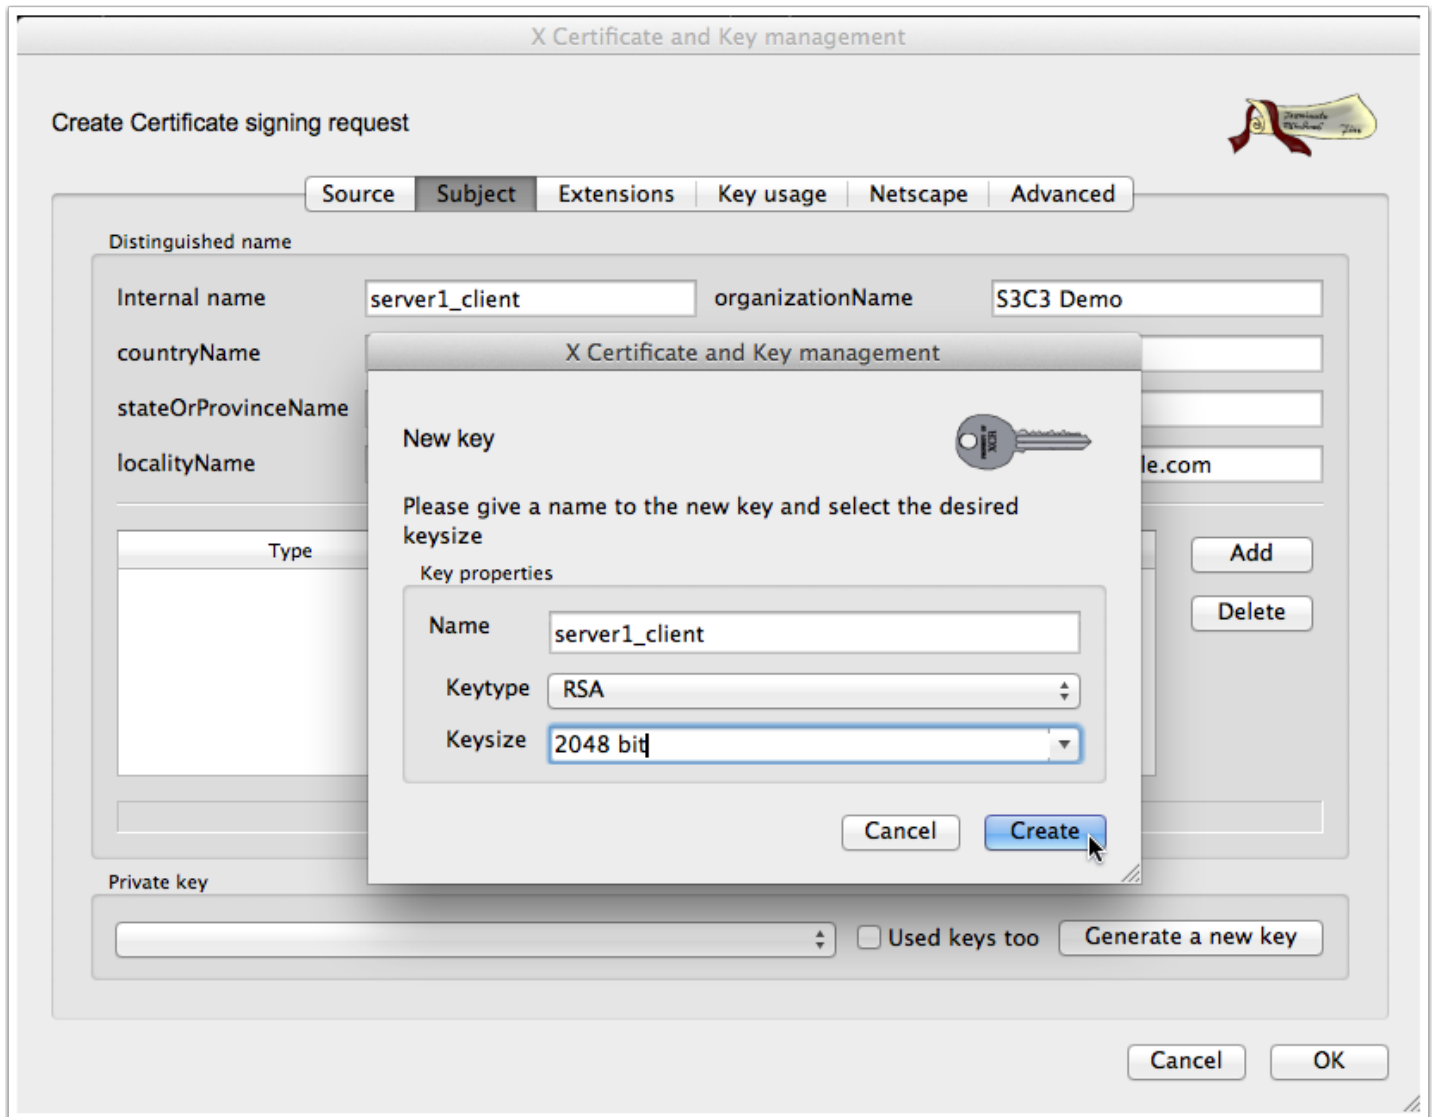 X Certificate and Key management
Create Certificate signing request
Source Subject Extensions Key usage Netscape Advanced
Distinguished name
Internal name server1_client organizationName S3C3 Demo
countryName
stateOrProvinceName
localityName le.com
X Certificate and Key management
New key
Please give a name to the new key and select the desired
keysize
Key properties
Name server1_client
Keytype RSA
Keysize 2048 bit
Cancel Create
Type
Add
Delete
Private key
Used keys too Generate a new key
Cancel OK